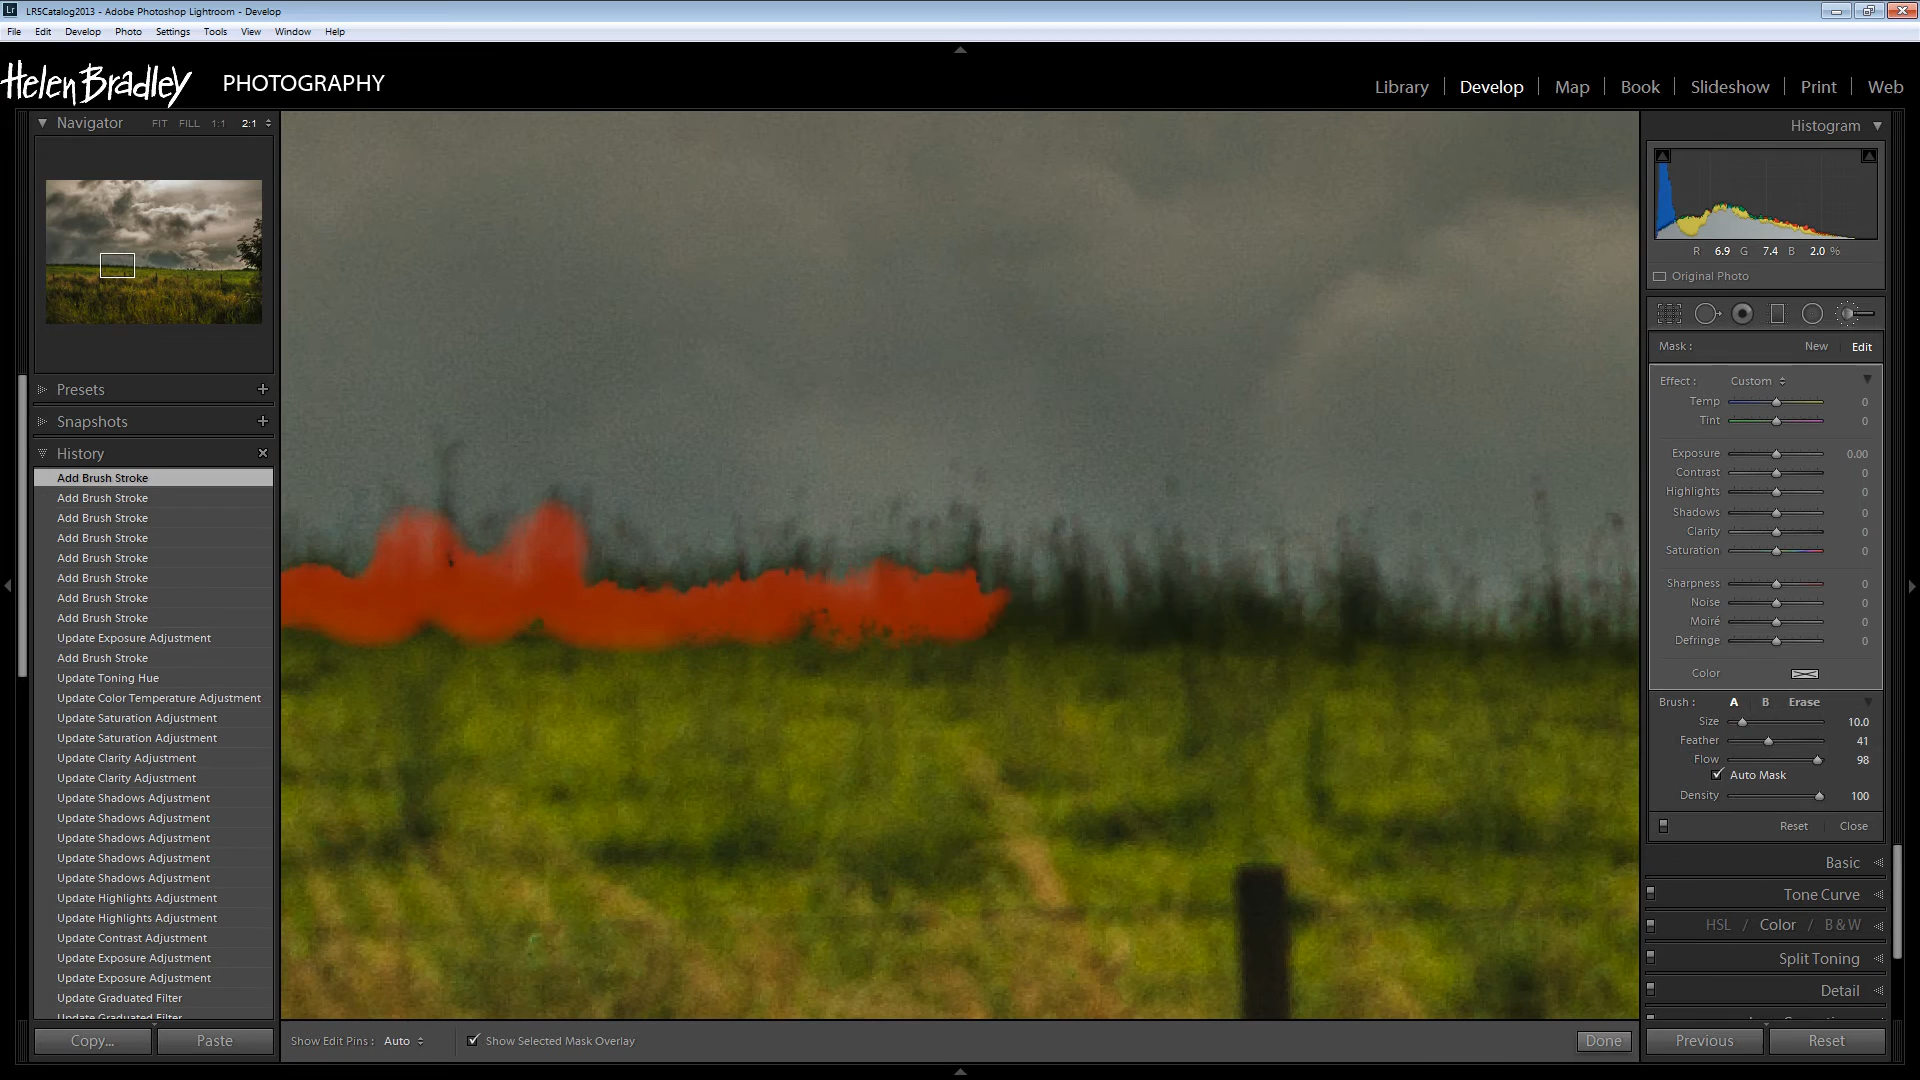 LR5Catalog2013 - Adobe Photoshop Lightroom - Develop
File Edit Develop Photo Settings Tools View Window Help
Helen Bradley PHOTOGRAPHY
Library Develop Map Book Slideshow Print Web
Navigator FIT FILL 1:1 2:1
Presets
Snapshots
History
Add Brush Stroke
Add Brush Stroke
Add Brush Stroke
Add Brush Stroke
Add Brush Stroke
Add Brush Stroke
Add Brush Stroke
Add Brush Stroke
Update Exposure Adjustment
Add Brush Stroke
Update Toning Hue
Update Color Temperature Adjustment
Update Saturation Adjustment
Update Saturation Adjustment
Update Clarity Adjustment
Update Clarity Adjustment
Update Shadows Adjustment
Update Shadows Adjustment
Update Shadows Adjustment
Update Shadows Adjustment
Update Shadows Adjustment
Update Highlights Adjustment
Update Highlights Adjustment
Update Contrast Adjustment
Update Exposure Adjustment
Update Exposure Adjustment
Update Graduated Filter
Update Graduated Filter
Copy... Paste
Show Edit Pins : Auto Show Selected Mask Overlay Done
Histogram
R 6.9 G 7.4 B 2.0 %
Original Photo
Mask : New Edit
Effect : Custom
Temp 0
Tint 0
Exposure 0.00
Contrast 0
Highlights 0
Shadows 0
Clarity 0
Saturation 0
Sharpness 0
Noise 0
Moiré 0
Defringe 0
Color
Brush : A B Erase
Size 10.0
Feather 41
Flow 98
Auto Mask
Density 100
Reset Close
Basic
Tone Curve
HSL / Color / B & W
Split Toning
Detail
Previous Reset